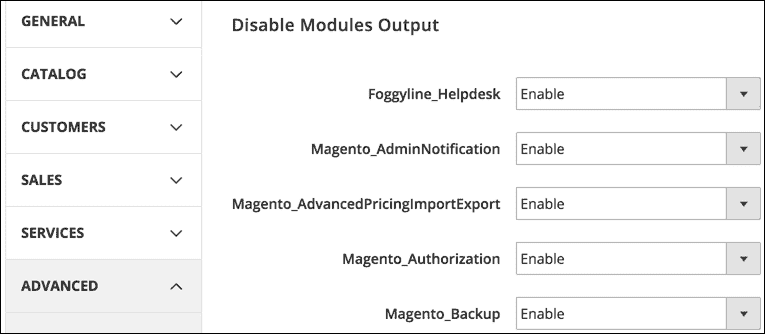 GENERAL
CATALOG
CUSTOMERS
SALES
SERVICES
ADVANCED
Disable Modules Output
Foggyline_Helpdesk Enable
Magento_AdminNotification Enable
Magento_AdvancedPricingImportExport Enable
Magento_Authorization Enable
Magento_Backup Enable